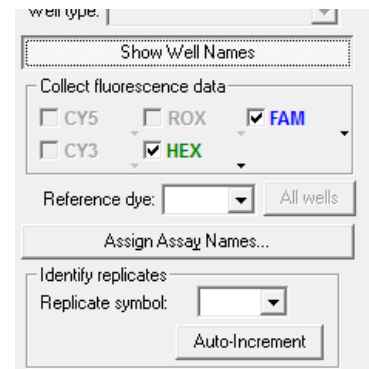 Well type:
Show Well Names
Collect fluorescence data
CY5 ROX FAM
CY3 HEX
Reference dye: All wells
Assign Assay Names...
Identify replicates
Replicate symbol:
Auto-Increment